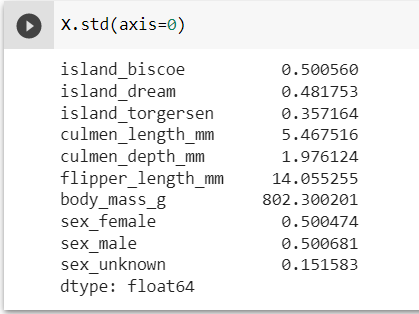 X.std(axis=0)
island_biscoe 0.500560
island_dream 0.481753
island_torgersen 0.357164
culmen_length_mm 5.467516
culmen_depth_mm 1.976124
flipper_length_mm 14.055255
body_mass_g 802.300201
sex_female 0.500474
sex_male 0.500681
sex_unknown 0.151583
dtype: float64